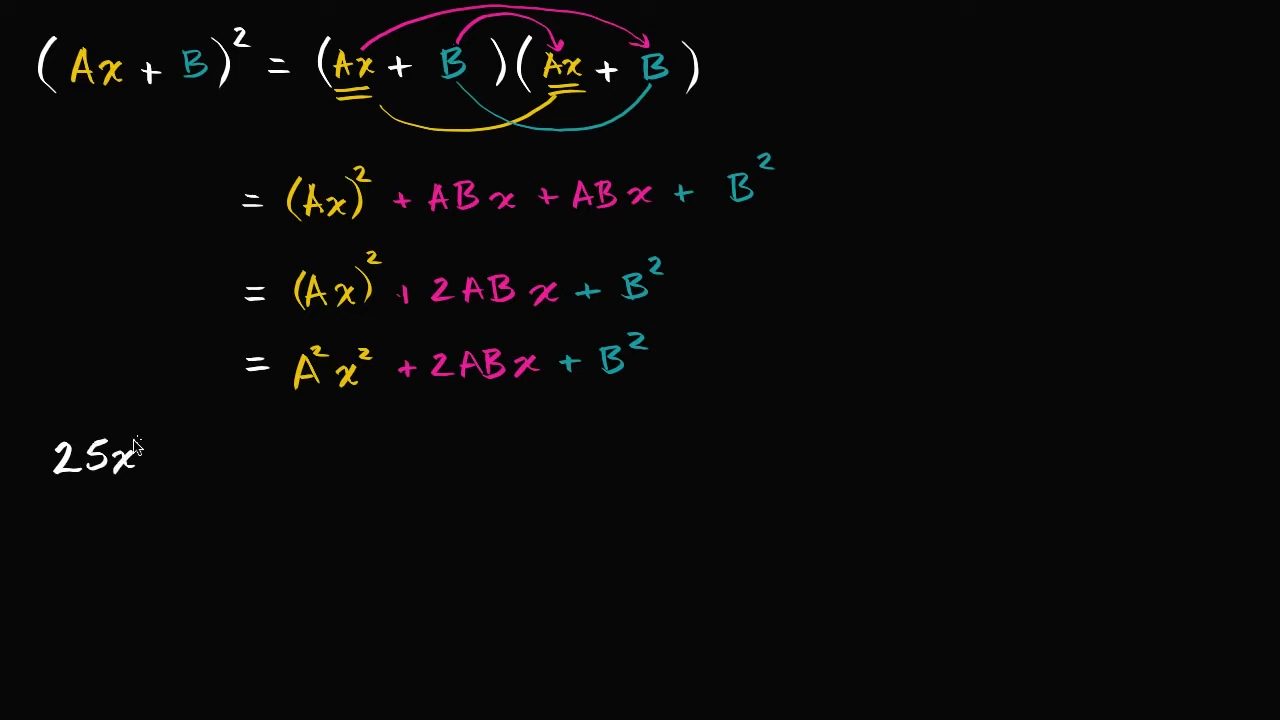 (Ax + B)² = (Ax + B)(Ax + B)
= (Ax)² + ABx + ABx + B²
= (Ax)² + 2ABx + B²
= A²x² + 2ABx + B²
25x